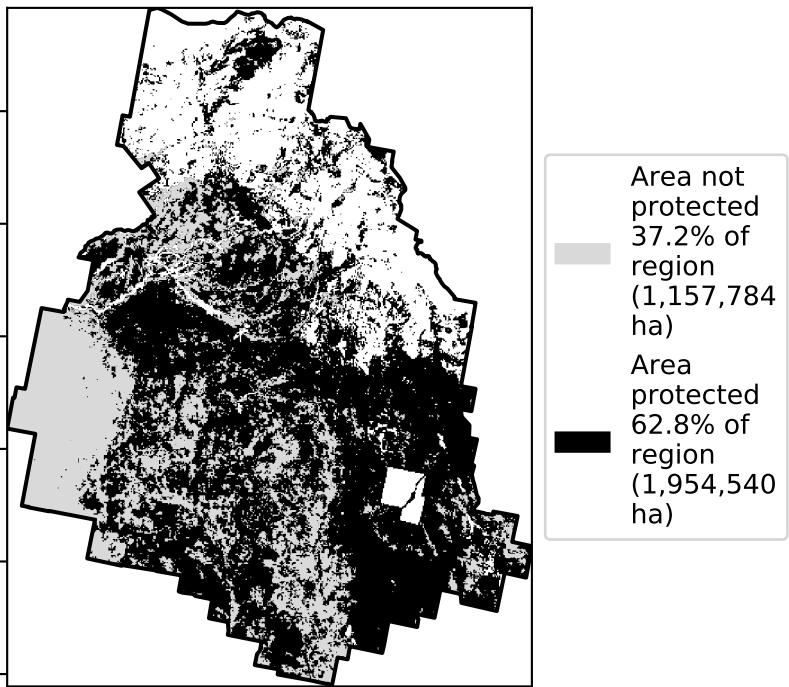 Area not
protected
37.2% of
region
(1,157,784
ha)
Area
protected
62.8% of
region
(1,954,540
ha)